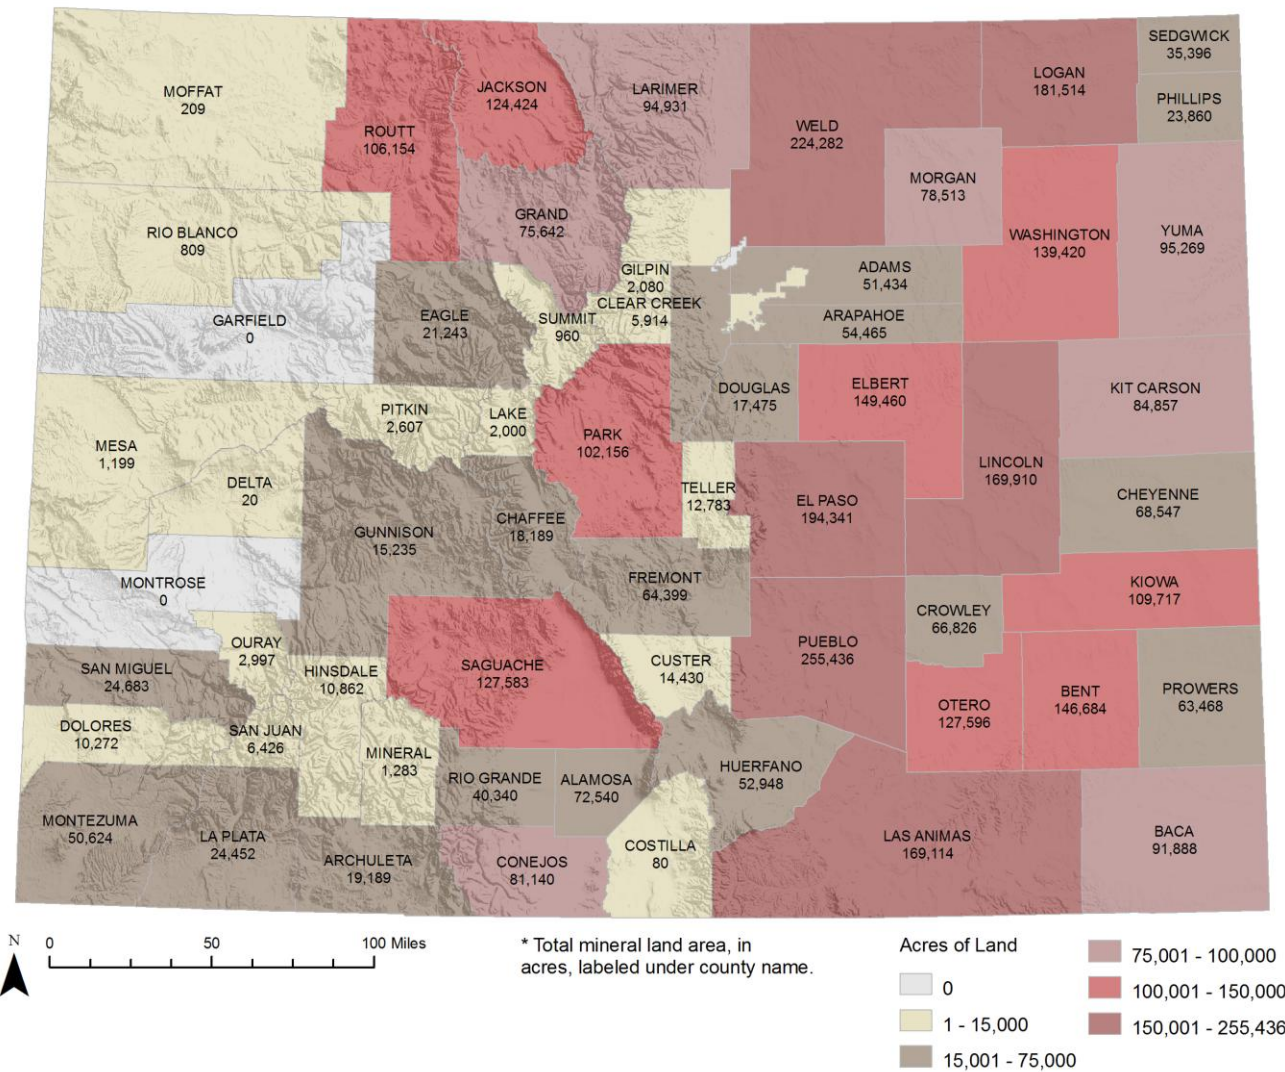 SEDGWICK
35,396
MOFFAT
209
JACKSON
124,424
LARIMER
94,931
LOGAN
181,514
PHILLIPS
23,860
ROUTT
106,154
WELD
224,282
MORGAN
78,513
GRAND
75,642
RIO BLANCO
809
WASHINGTON
139,420
YUMA
95,269
GILPIN
2,080
ADAMS
51,434
CLEAR CREEK
5,914
GARFIELD
0
EAGLE
21,243
SUMMIT
960
ARAPAHOE
54,465
DOUGLAS
17,475
ELBERT
149,460
KIT CARSON
84,857
PITKIN
2,607
LAKE
2,000
PARK
102,156
MESA
1,199
LINCOLN
169,910
DELTA
20
TELLER
12,783
EL PASO
194,341
CHEYENNE
68,547
GUNNISON
15,235
CHAFFEE
18,189
MONTROSE
0
FREMONT
64,399
KIOWA
109,717
CROWLEY
66,826
OURAY
2,997
PUEBLO
255,436
SAN MIGUEL
24,683
HINSDALE
10,862
SAGUACHE
127,583
CUSTER
14,430
OTERO
127,596
BENT
146,684
PROWERS
63,468
DOLORES
10,272
SAN JUAN
6,426
MINERAL
1,283
RIO GRANDE
40,340
ALAMOSA
72,540
HUERFANO
52,948
MONTEZUMA
50,624
LA PLATA
24,452
ARCHULETA
19,189
CONEJOS
81,140
COSTILLA
80
LAS ANIMAS
169,114
BACA
91,888
N
0 50 100 Miles
* Total mineral land area, in
acres, labeled under county name.
Acres of Land
0
1 - 15,000
15,001 - 75,000
75,001 - 100,000
100,001 - 150,000
150,001 - 255,436